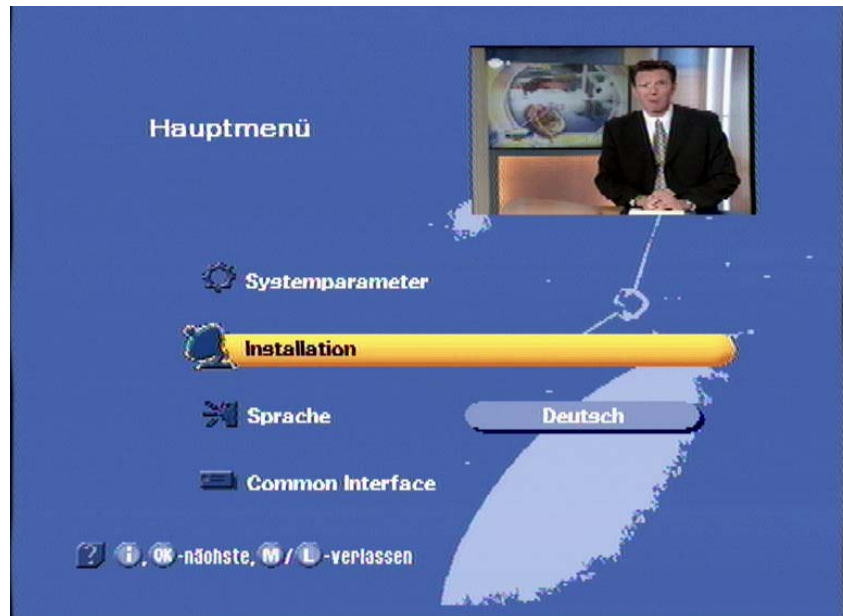 Hauptmenü
Systemparameter
Installation
Sprache Deutsch
Common Interface
? i, OK -nächste, M / L -verlassen